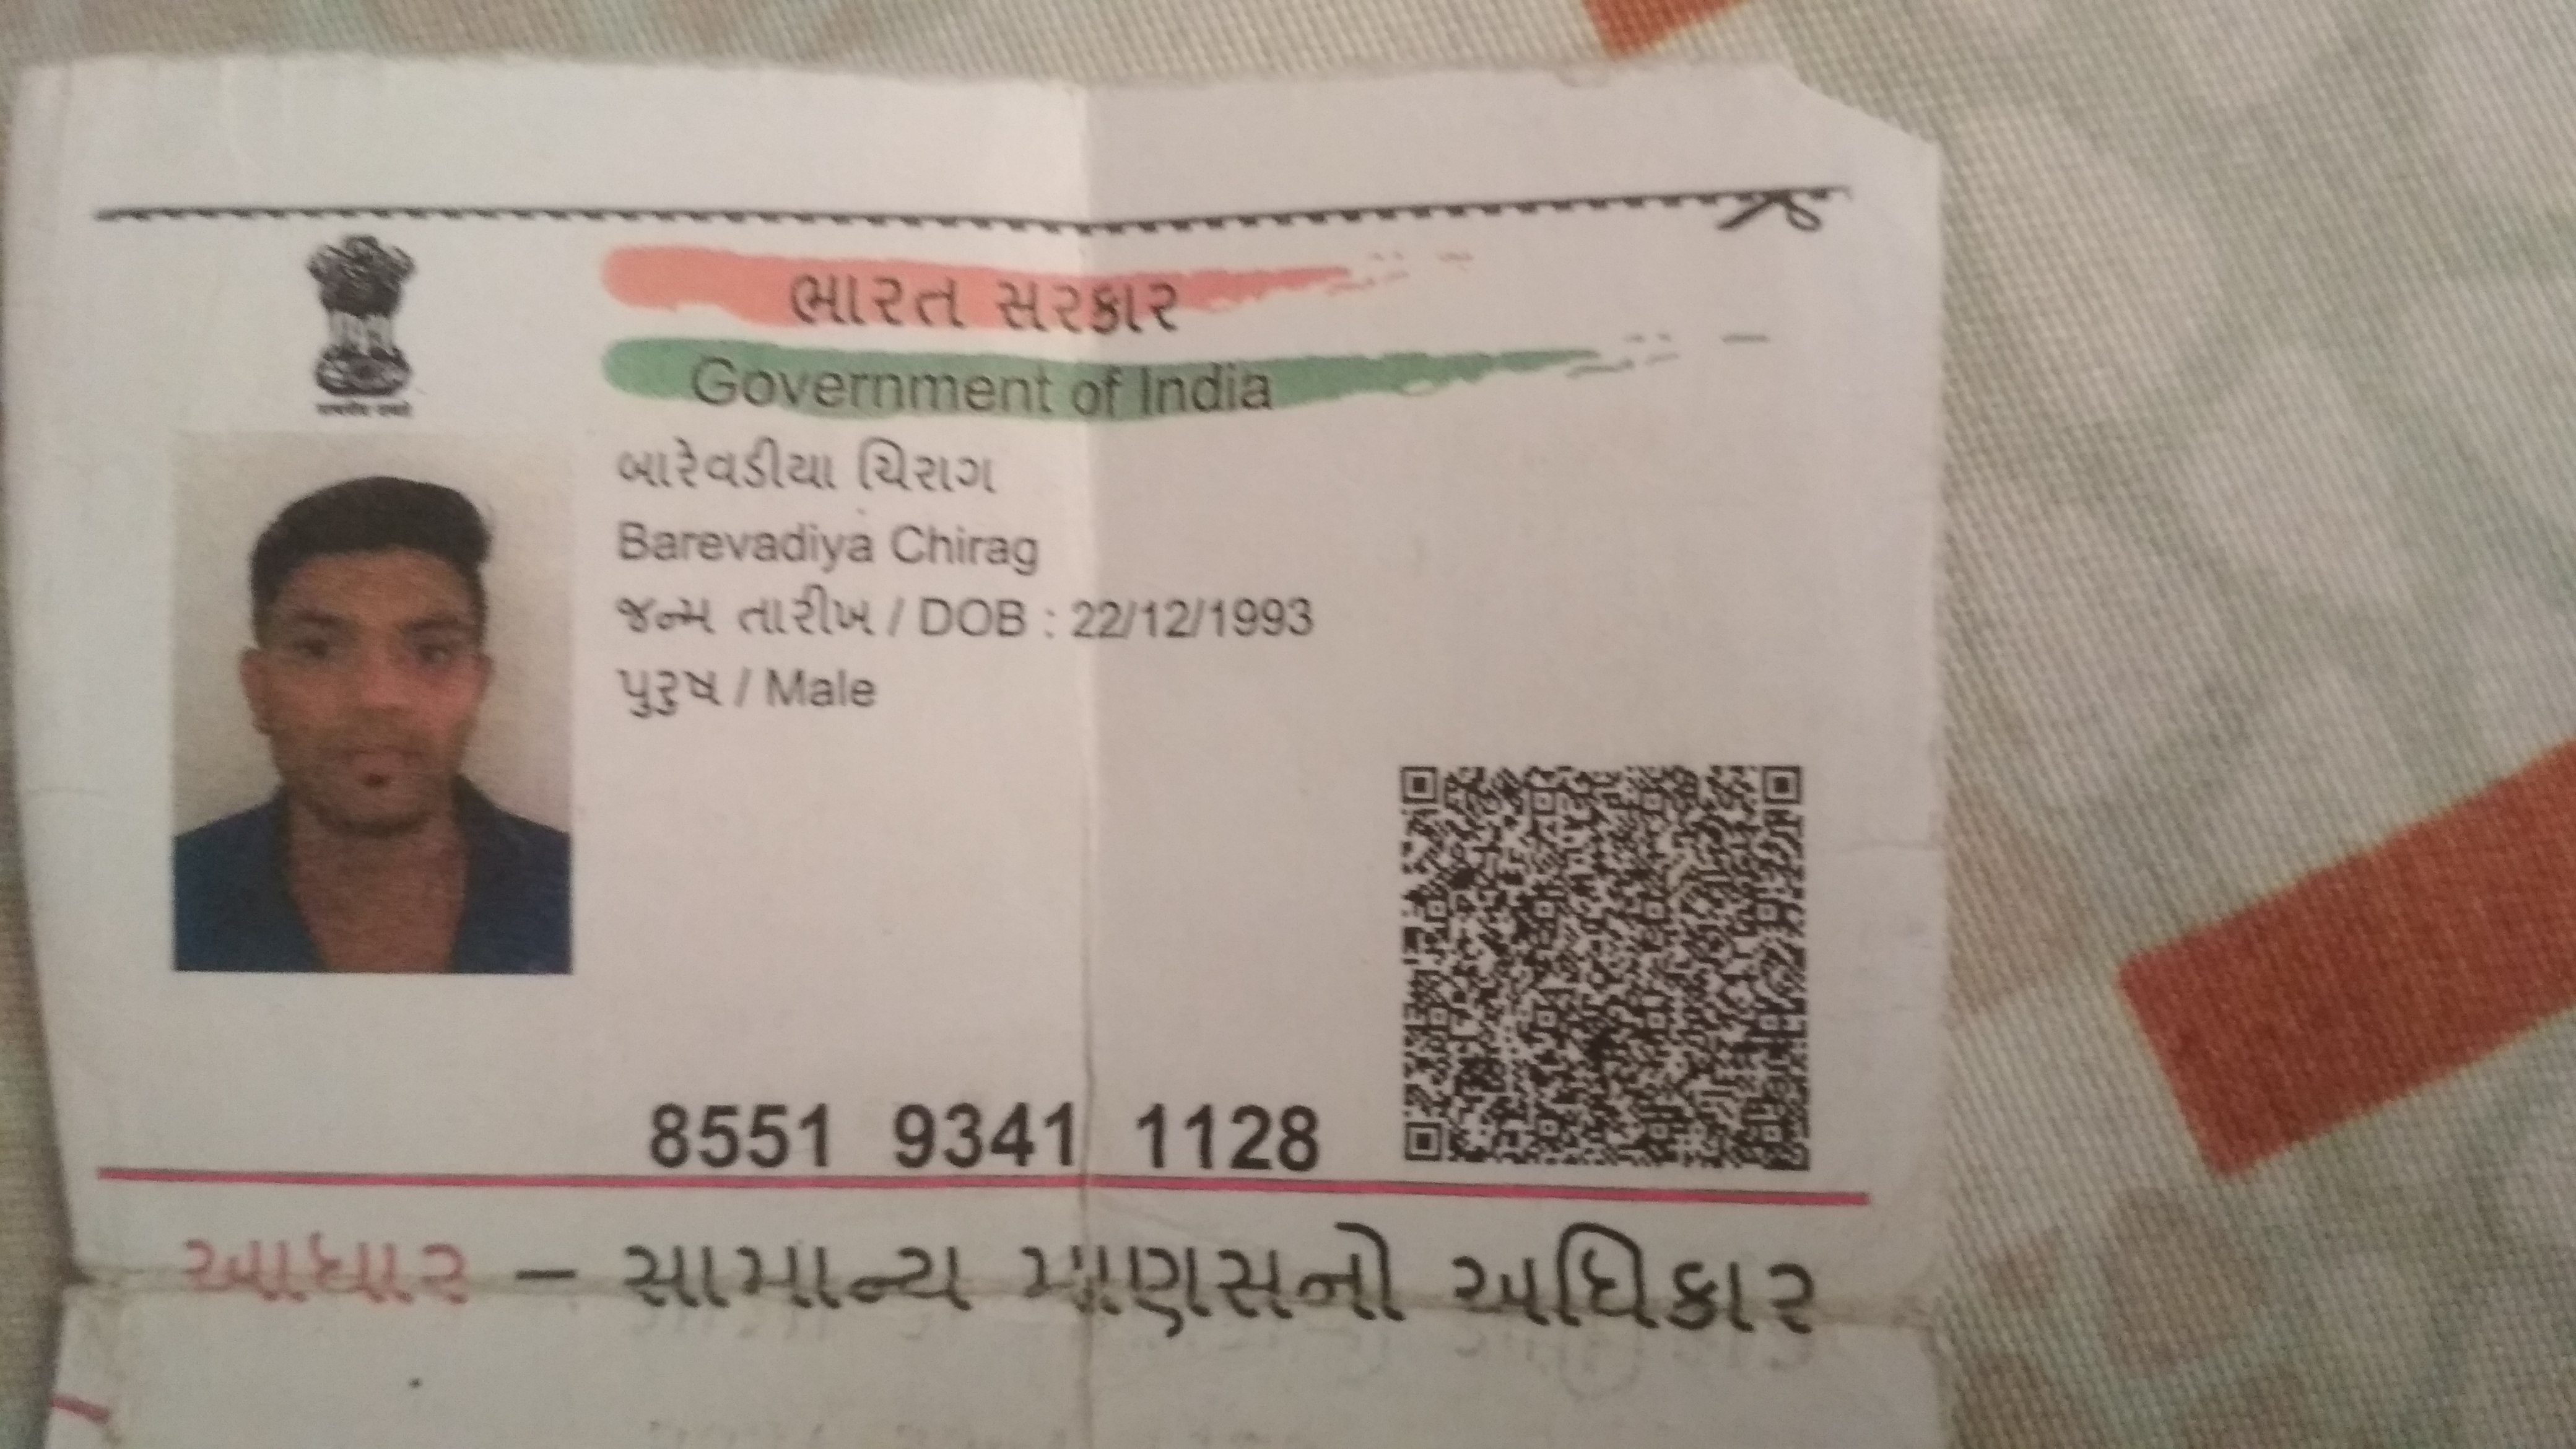 ભારત સરકાર
Government of India
બારેવડીયા ચિરાગ
Barevadiya Chirag
જન્મ તારીખ / DOB : 22/12/1993
પુરુષ / Male
8551 9341 1128
આધાર – સામાન્ય માણસનો અધિકાર